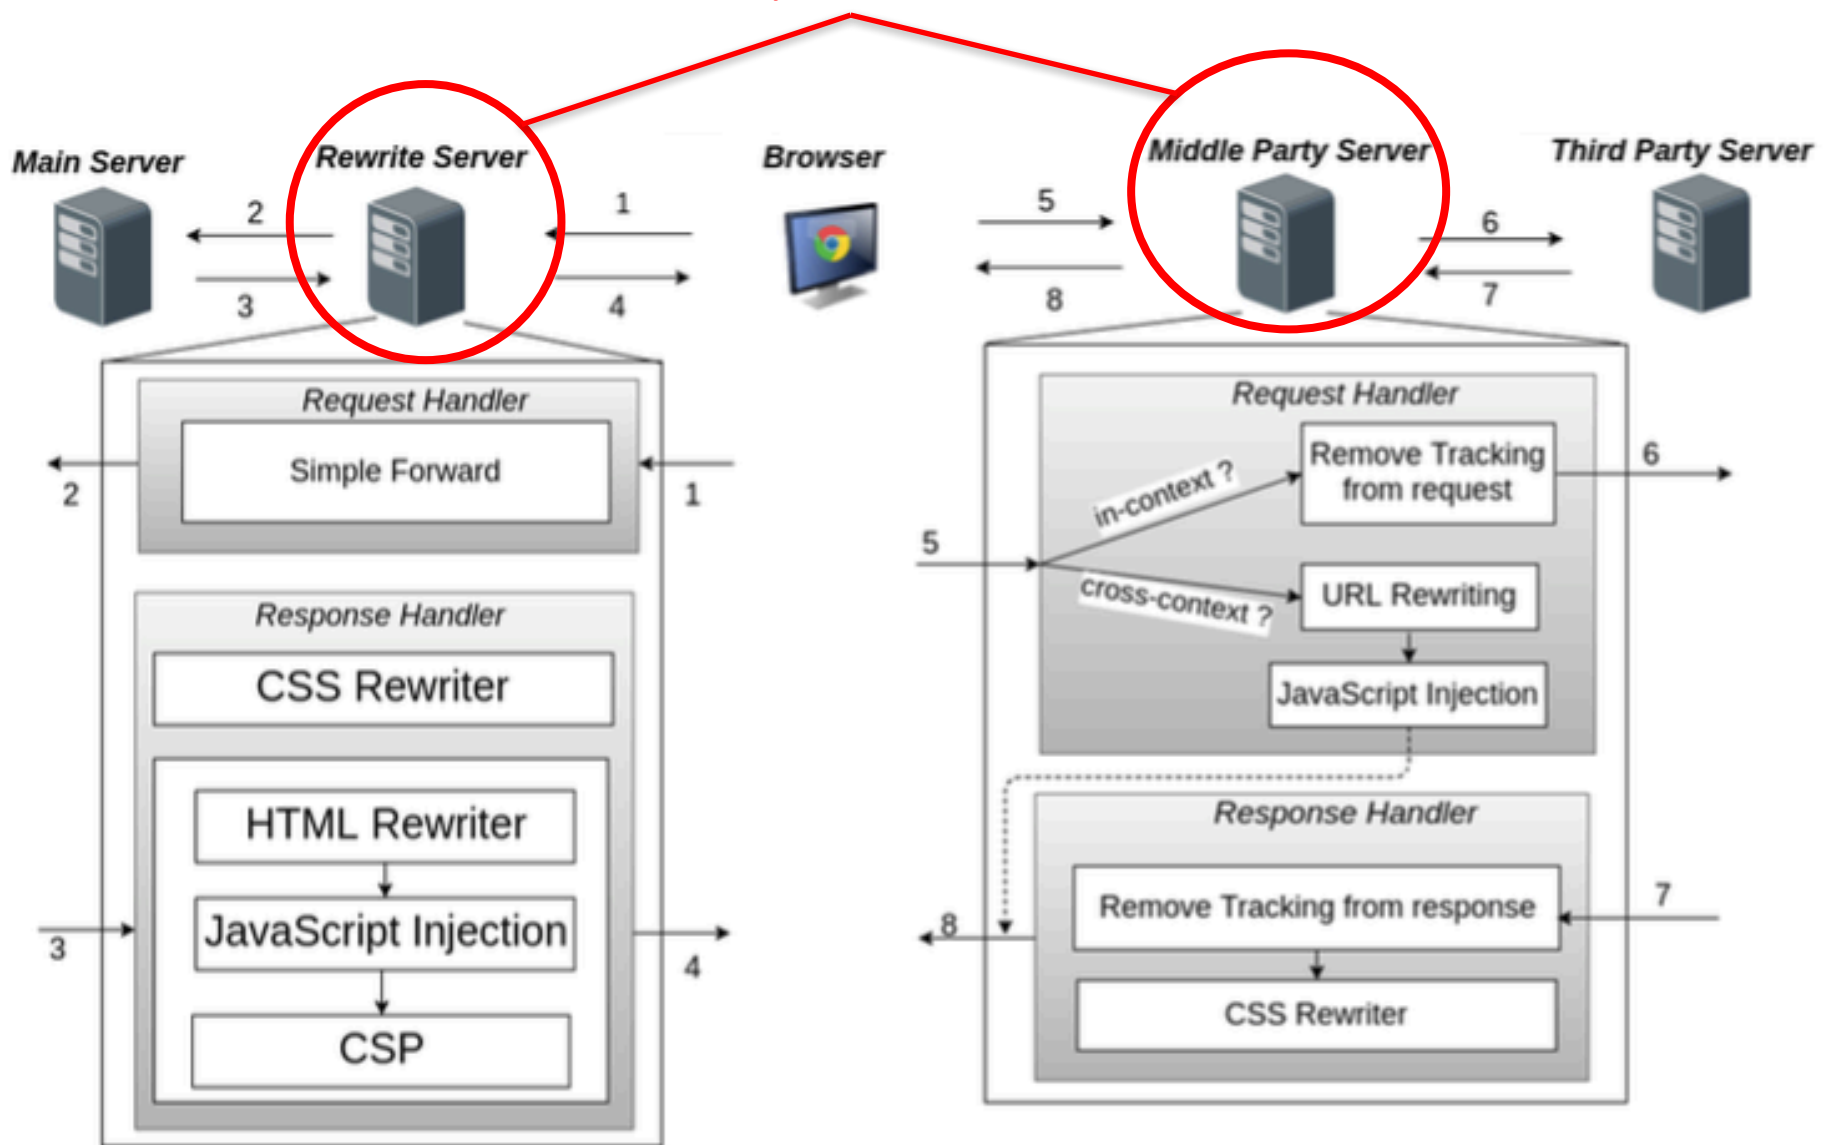 Main Server
Rewrite Server
Browser
Middle Party Server
Third Party Server
2
1
5
6
3
4
8
7
Request Handler
Simple Forward
2
1
Response Handler
CSS Rewriter
HTML Rewriter
JavaScript Injection
CSP
3
4
Request Handler
in-context ?
Remove Tracking
from request
6
5
cross-context ?
URL Rewriting
JavaScript Injection
Response Handler
Remove Tracking from response
7
8
CSS Rewriter